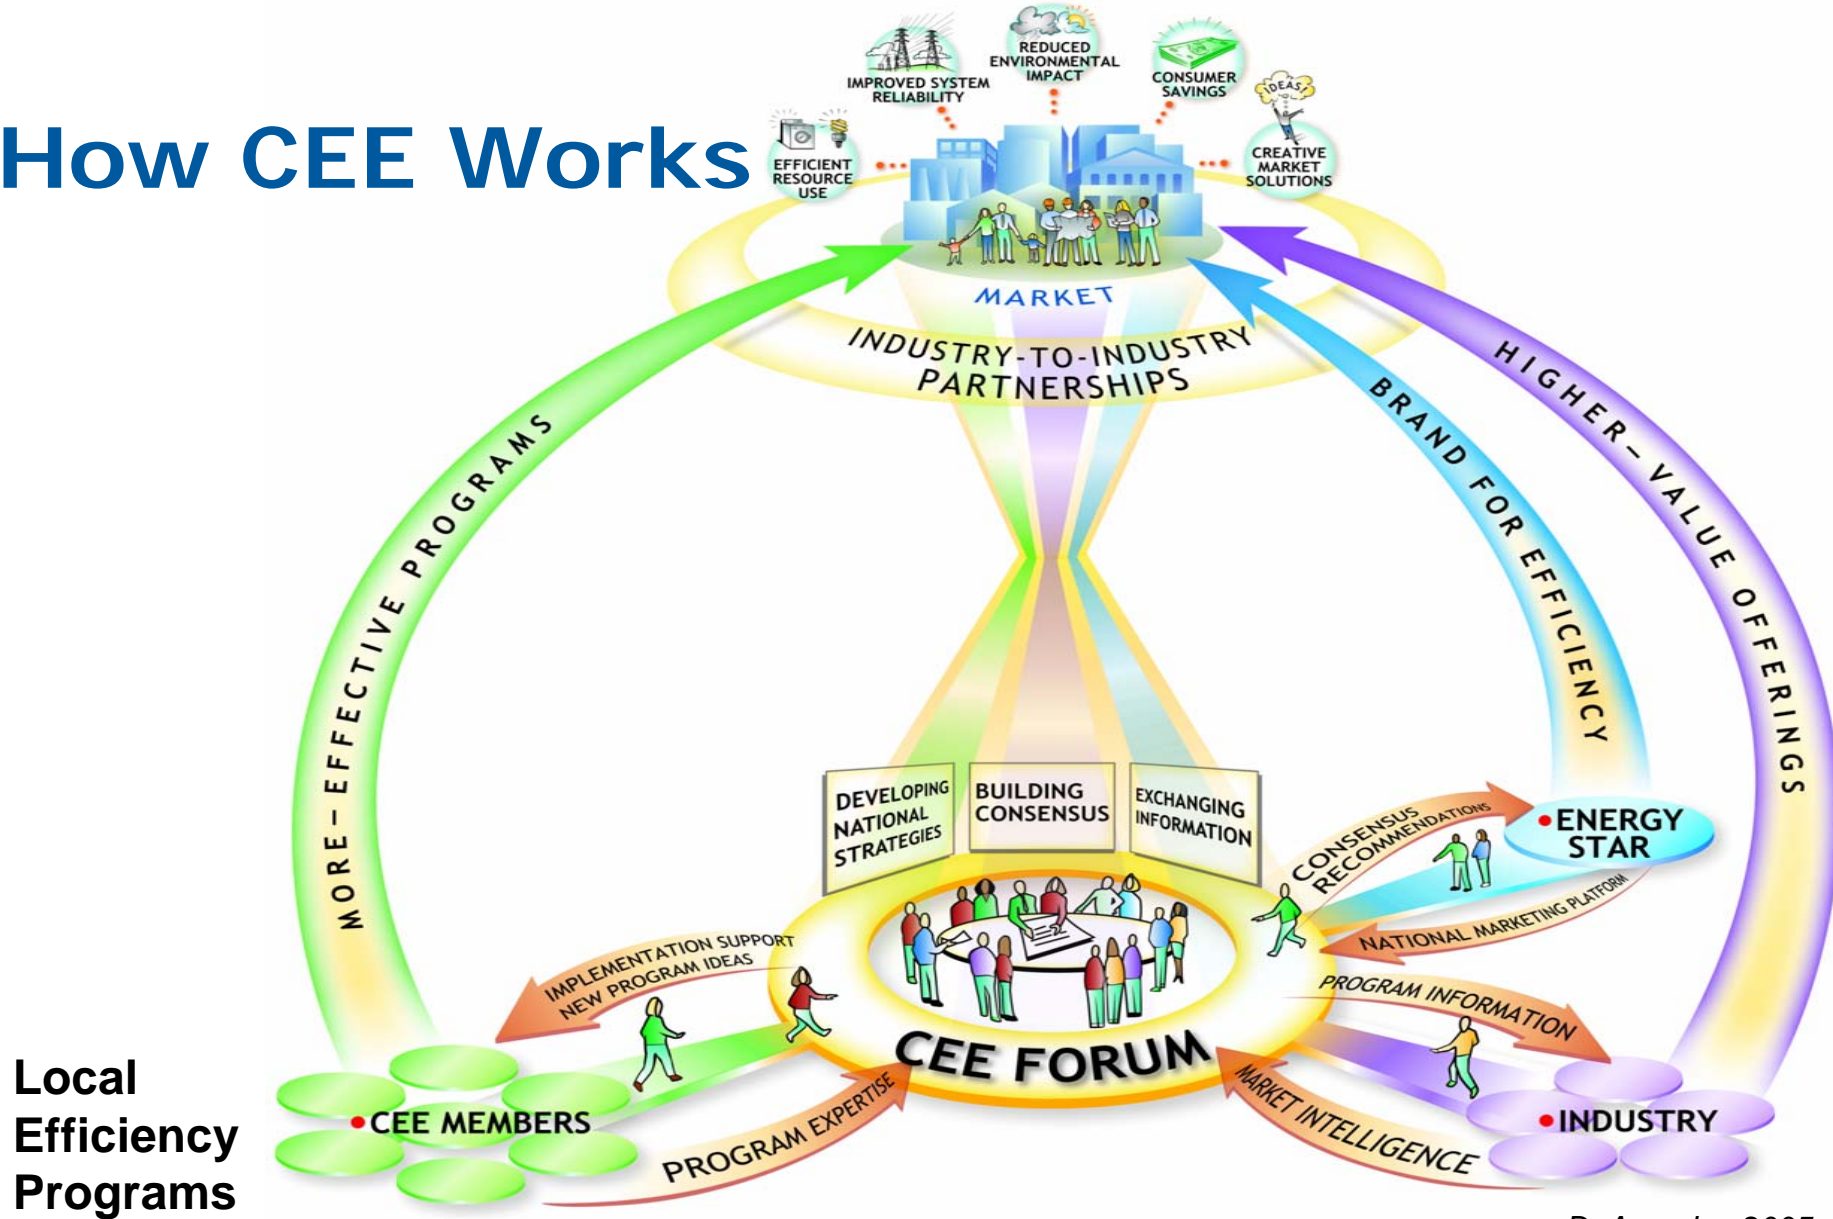 How CEE Works
IMPROVED SYSTEM
RELIABILITY
REDUCED
ENVIRONMENTAL
IMPACT
CONSUMER
SAVINGS
IDEAS!
EFFICIENT
RESOURCE
USE
CREATIVE
MARKET
SOLUTIONS
MARKET
INDUSTRY-TO-INDUSTRY
PARTNERSHIPS
MORE-EFFECTIVE PROGRAMS
BRAND FOR EFFICIENCY
HIGHER-VALUE OFFERINGS
DEVELOPING
NATIONAL
STRATEGIES
BUILDING
CONSENSUS
EXCHANGING
INFORMATION
CONSENSUS
RECOMMENDATIONS
•ENERGY
STAR
NATIONAL MARKETING PLATFORM
IMPLEMENTATION SUPPORT
NEW PROGRAM IDEAS
PROGRAM INFORMATION
CEE FORUM
•CEE MEMBERS
PROGRAM EXPERTISE
MARKET INTELLIGENCE
•INDUSTRY
Local
Efficiency
Programs